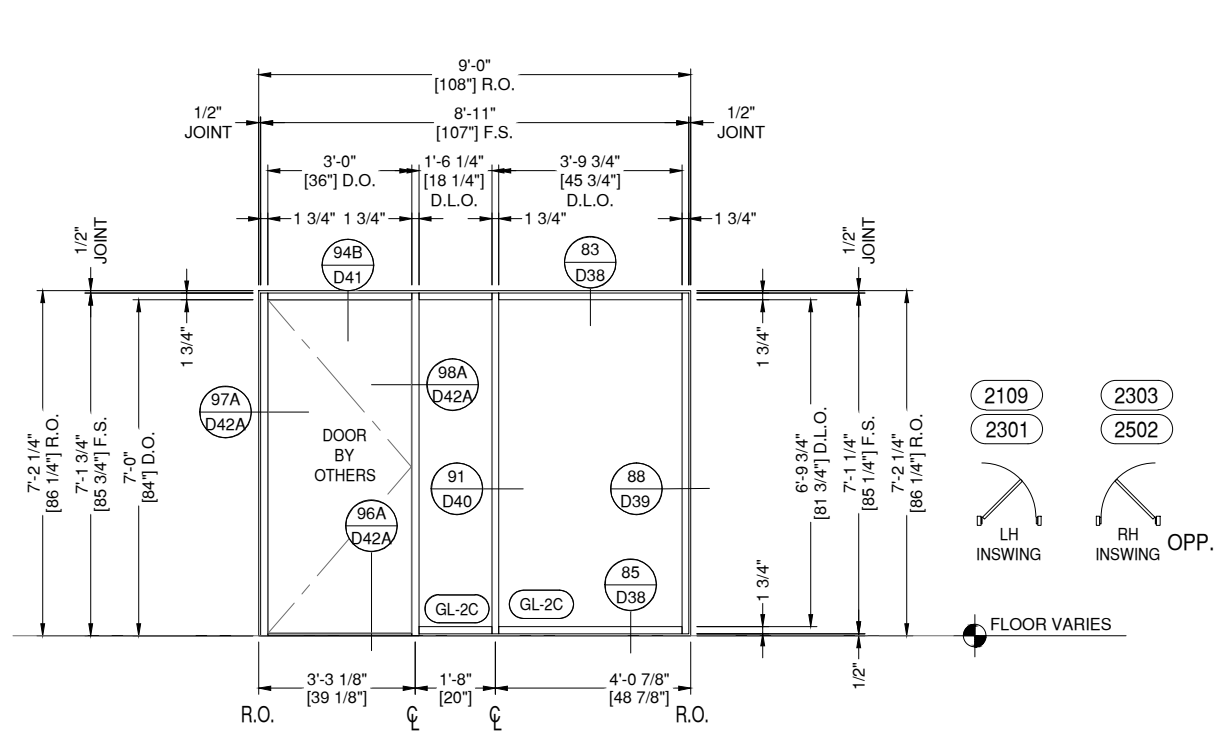 9'-0"
[108"] R.O.
1/2"
JOINT
8'-11"
[107"] F.S.
1/2"
JOINT
3'-0"
[36"] D.O.
1'-6 1/4"
[18 1/4"]
D.L.O.
3'-9 3/4"
[45 3/4"]
D.L.O.
1 3/4"
1 3/4"
1 3/4"
1 3/4"
1/2"
JOINT
94B
D41
83
D38
1/2"
JOINT
1 3/4"
1 3/4"
97A
D42A
98A
D42A
7'-2 1/4"
[86 1/4"] R.O.
7'-1 3/4"
[85 3/4"] F.S.
7'-0"
[84"] D.O.
DOOR
BY
OTHERS
91
D40
88
D39
96A
D42A
85
D38
GL-2C
GL-2C
6'-9 3/4"
[81 3/4"] D.L.O.
7'-1 1/4"
[85 1/4"] F.S.
7'-2 1/4"
[86 1/4"] R.O.
1 3/4"
1/2"
2109
2303
2301
2502
LH
INSWING
RH
INSWING
OPP.
FLOOR VARIES
3'-3 1/8"
[39 1/8"]
1'-8"
[20"]
4'-0 7/8"
[48 7/8"]
R.O.
CL
CL
R.O.